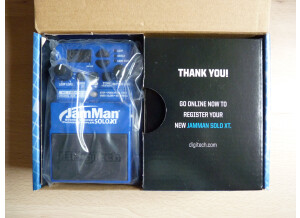 JamMan
SOLO XT
THANK YOU!
GO ONLINE NOW TO
REGISTER YOUR
NEW JAMMAN SOLO XT.
digitech.com